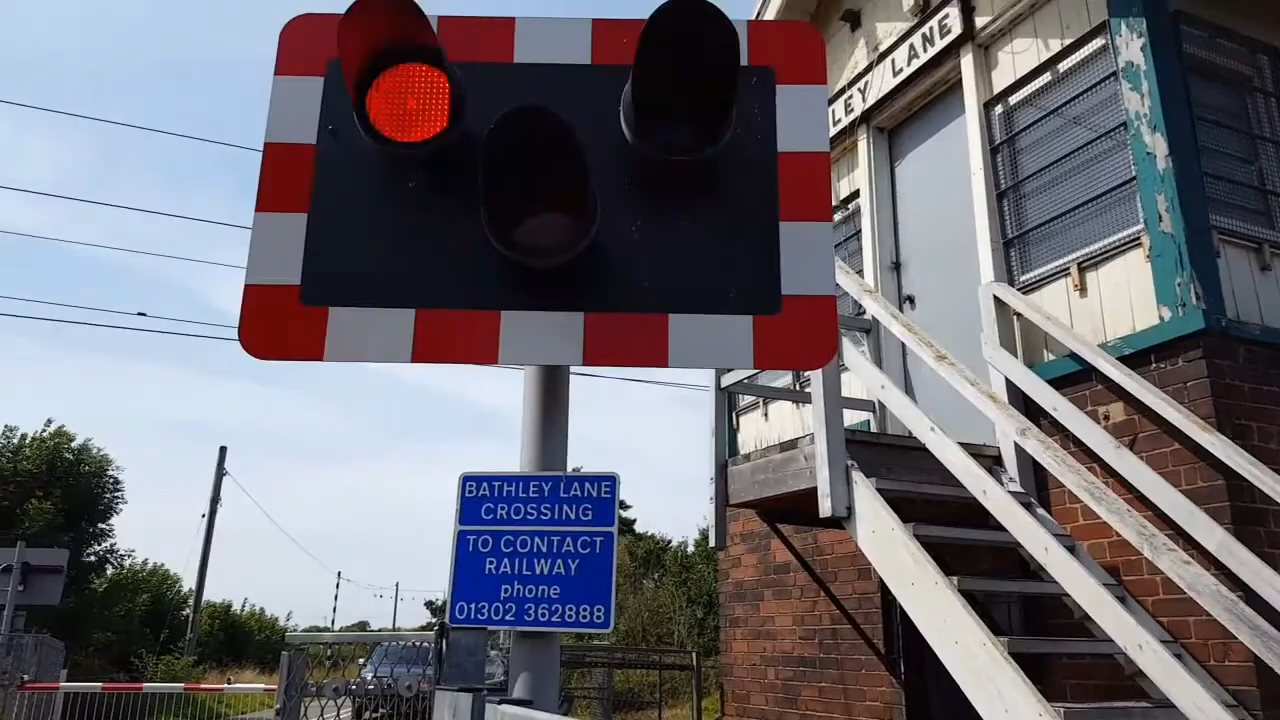 LEY LANE
BATHLEY LANE
CROSSING
TO CONTACT
RAILWAY
phone
01302 362888